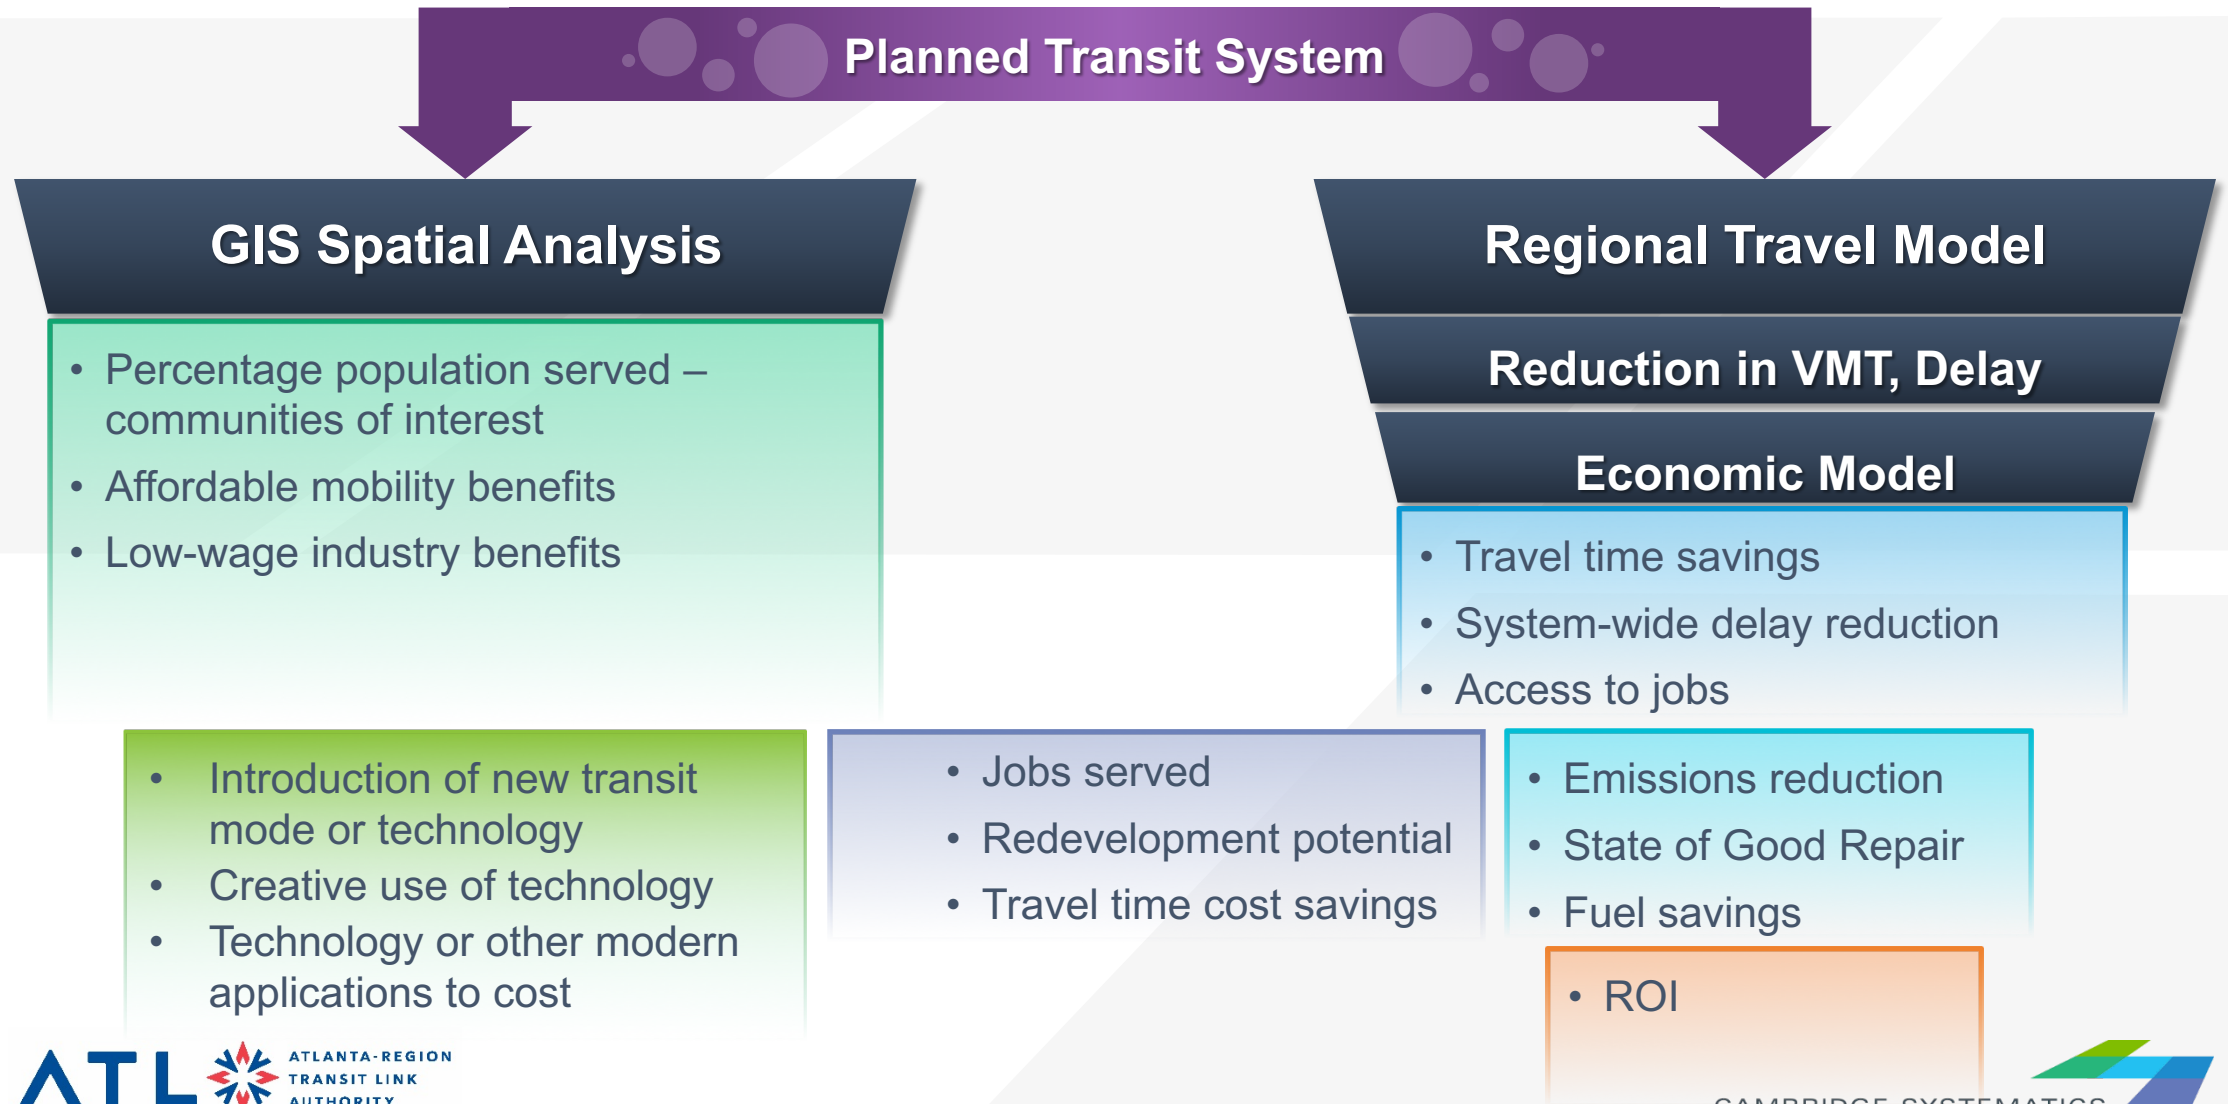 Planned Transit System
GIS Spatial Analysis
• Percentage population served –
communities of interest
• Affordable mobility benefits
• Low-wage industry benefits
Regional Travel Model
Reduction in VMT, Delay
Economic Model
• Travel time savings
• System-wide delay reduction
• Access to jobs
• Introduction of new transit
mode or technology
• Creative use of technology
• Technology or other modern
applications to cost
• Jobs served
• Redevelopment potential
• Travel time cost savings
• Emissions reduction
• State of Good Repair
• Fuel savings
• ROI
ATL
ATLANTA-REGION
TRANSIT LINK
AUTHORITY
CAMBRIDGE SYSTEMATICS